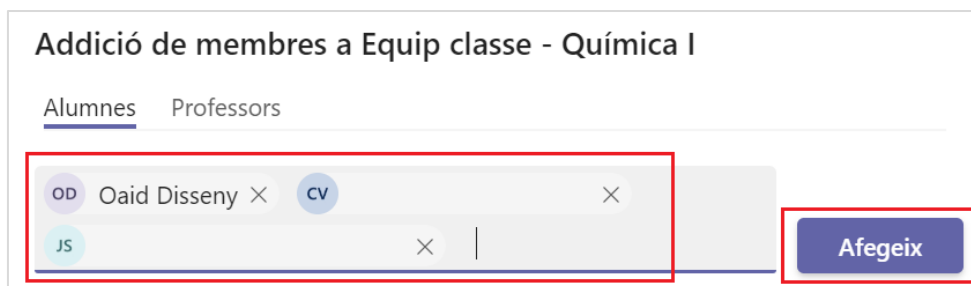 Addició de membres a Equip classe - Química I
Alumnes Professors
OD Oaid Disseny CV
JS
Afegeix